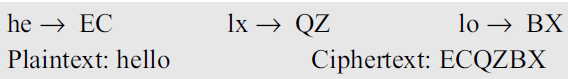 he → EC lx → QZ lo → BX
Plaintext: hello Ciphertext: ECQZBX